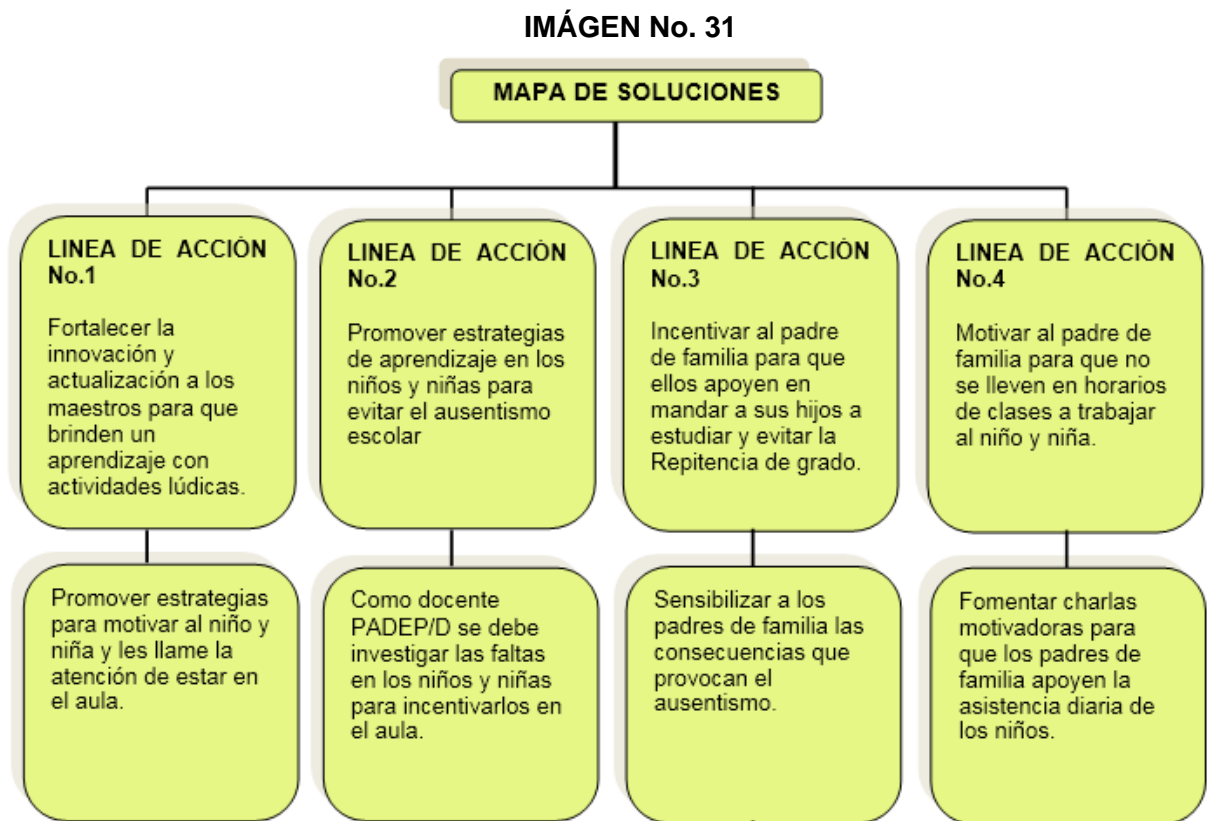 IMÁGEN No. 31
MAPA DE SOLUCIONES
LINEA DE ACCIÓN
No.1
Fortalecer la
innovación y
actualización a los
maestros para que
brinden un
aprendizaje con
actividades lúdicas.
LINEA DE ACCIÓN
No.2
Promover estrategias
de aprendizaje en los
niños y niñas para
evitar el ausentismo
escolar
LINEA DE ACCIÓN
No.3
Incentivar al padre
de familia para que
ellos apoyen en
mandar a sus hijos a
estudiar y evitar la
Repitencia de grado.
LINEA DE ACCIÓN
No.4
Motivar al padre de
familia para que no
se lleven en horarios
de clases a trabajar
al niño y niña.
Promover estrategias
para motivar al niño y
niña y les llame la
atención de estar en
el aula.
Como docente
PADEP/D se debe
investigar las faltas
en los niños y niñas
para incentivarlos en
el aula.
Sensibilizar a los
padres de familia las
consecuencias que
provocan el
ausentismo.
Fomentar charlas
motivadoras para
que los padres de
familia apoyen la
asistencia diaria de
los niños.